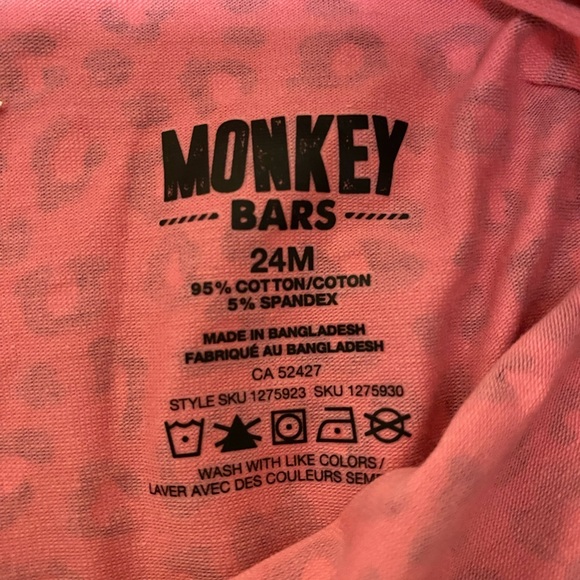 MONKEY
BARS
24M
95% COTTON/COTON
5% SPANDEX
MADE IN BANGLADESH
FABRIQUÉ AU BANGLADESH
CA 52427
STYLE SKU 1275923 SKU 1275930
WASH WITH LIKE COLORS/
LAVER AVEC DES COULEURS